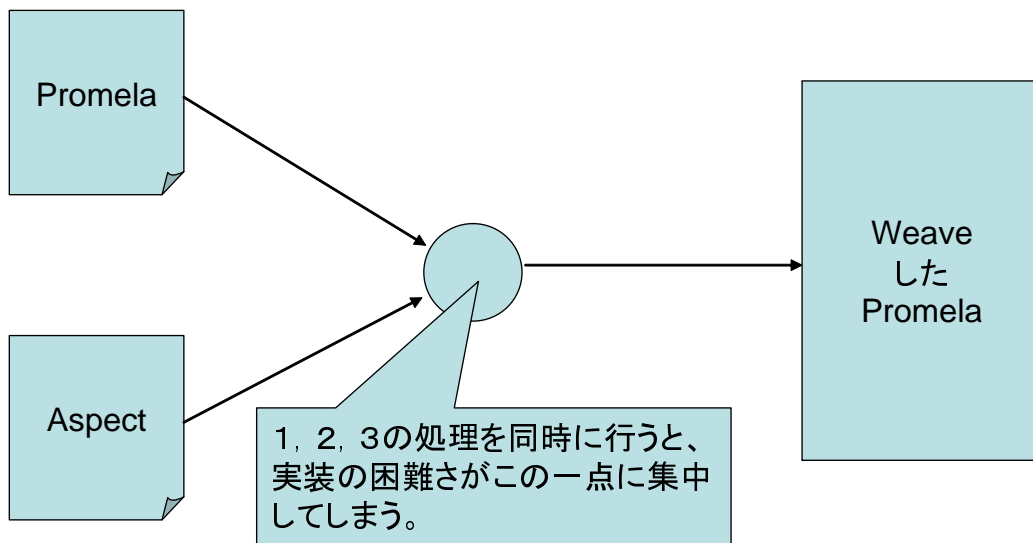 Promela
Aspect
1，2，3の処理を同時に行うと、
実装の困難さがこの一点に集中
してしまう。
Weave
した
Promela